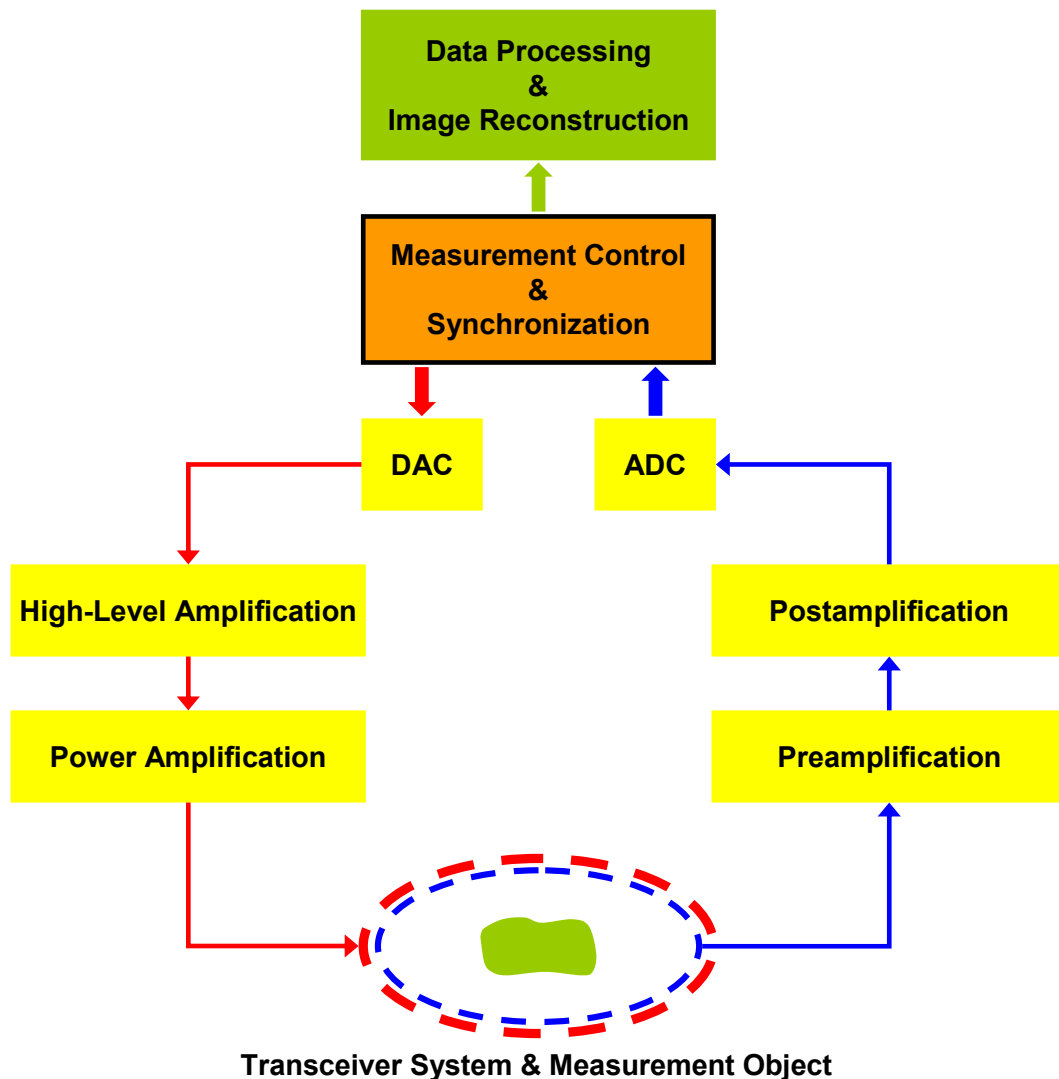 Data Processing
&
Image Reconstruction
Measurement Control
&
Synchronization
DAC
ADC
High-Level Amplification
Postamplification
Power Amplification
Preamplification
Transceiver System & Measurement Object